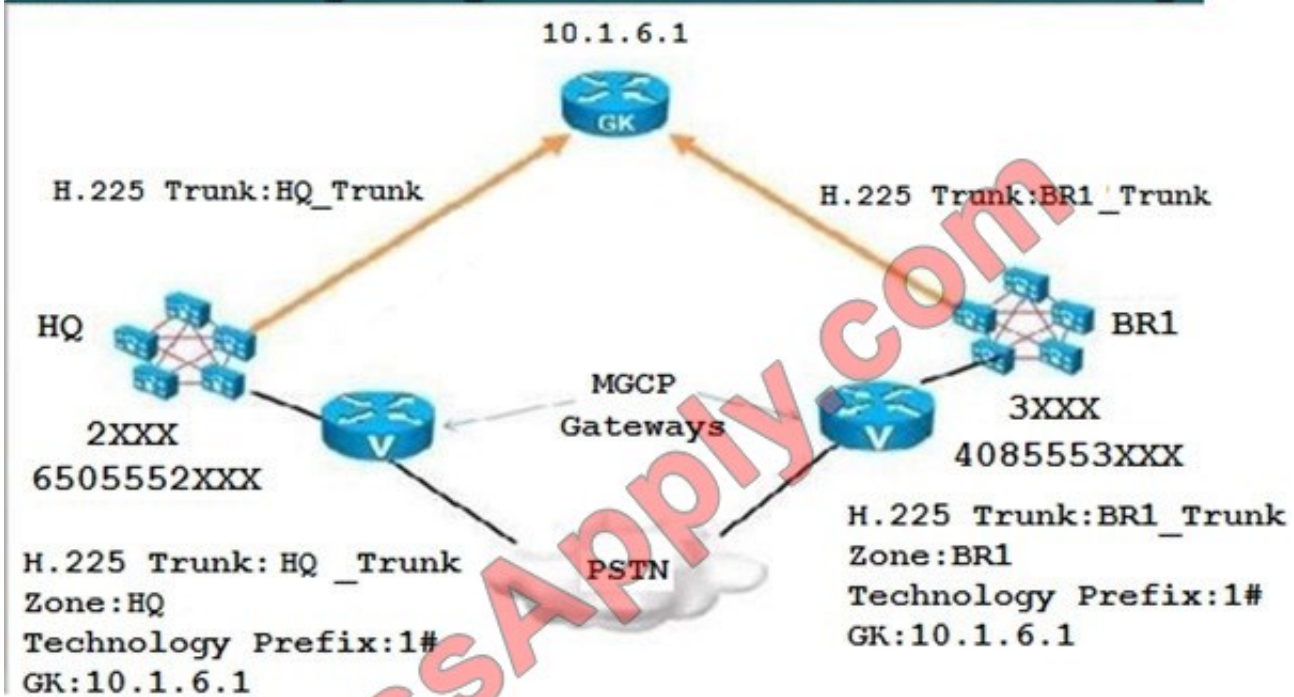 10.1.6.1
GK
H.225 Trunk:HQ_Trunk
H.225 Trunk:BR1_Trunk
HQ
BR1
MGCP
Gateways
V
V
2XXX
6505552XXX
3XXX
4085553XXX
PSTN
H.225 Trunk: HQ _Trunk
Zone:HQ
Technology Prefix:1#
GK:10.1.6.1
H.225 Trunk:BR1_Trunk
Zone:BR1
Technology Prefix:1#
GK:10.1.6.1
ssApply.com